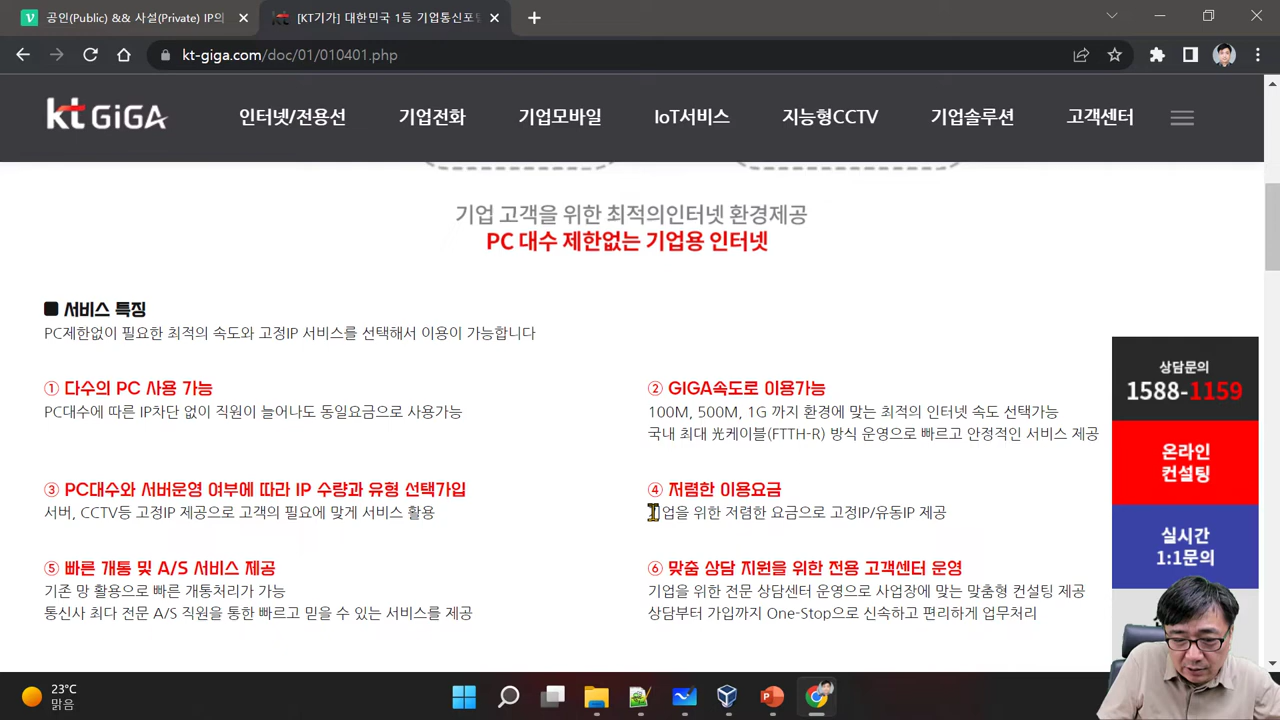 공인(Public) && 사설(Private) IP의
[KT기가] 대한민국 1등 기업통신포털
kt-giga.com/doc/01/010401.php
kt GiGA
인터넷/전용선
기업전화
기업모바일
IoT서비스
지능형CCTV
기업솔루션
고객센터
기업 고객을 위한 최적의인터넷 환경제공
PC 대수 제한없는 기업용 인터넷
■ 서비스 특징
PC제한없이 필요한 최적의 속도와 고정IP 서비스를 선택해서 이용이 가능합니다
① 다수의 PC 사용 가능
PC대수에 따른 IP차단 없이 직원이 늘어나도 동일요금으로 사용가능
② GIGA속도로 이용가능
100M, 500M, 1G 까지 환경에 맞는 최적의 인터넷 속도 선택가능
국내 최대 光케이블(FTTH-R) 방식 운영으로 빠르고 안정적인 서비스 제공
③ PC대수와 서버운영 여부에 따라 IP 수량과 유형 선택가입
서버, CCTV등 고정IP 제공으로 고객의 필요에 맞게 서비스 활용
④ 저렴한 이용요금
기업을 위한 저렴한 요금으로 고정IP/유동IP 제공
⑤ 빠른 개통 및 A/S 서비스 제공
기존 망 활용으로 빠른 개통처리가 가능
통신사 최다 전문 A/S 직원을 통한 빠르고 믿을 수 있는 서비스를 제공
⑥ 맞춤 상담 지원을 위한 전용 고객센터 운영
기업을 위한 전문 상담센터 운영으로 사업장에 맞는 맞춤형 컨설팅 제공
상담부터 가입까지 One-Stop으로 신속하고 편리하게 업무처리
상담문의
1588-1159
온라인
컨설팅
실시간
1:1문의
23°C
맑음